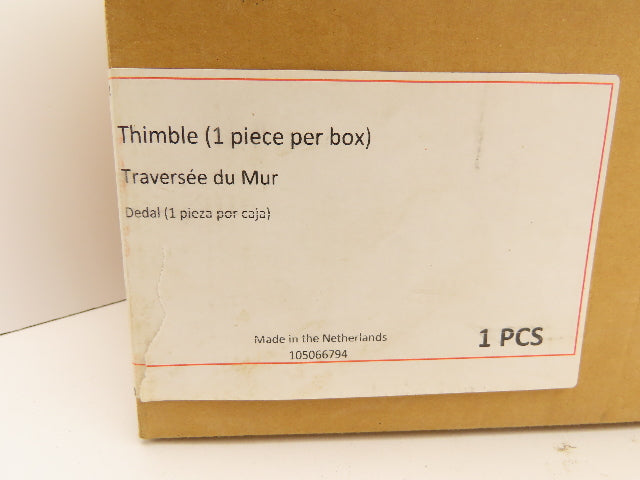 Thimble (1 piece per box)
Traversée du Mur
Dedal (1 pieza por caja)
Made in the Netherlands
105066794
1 PCS